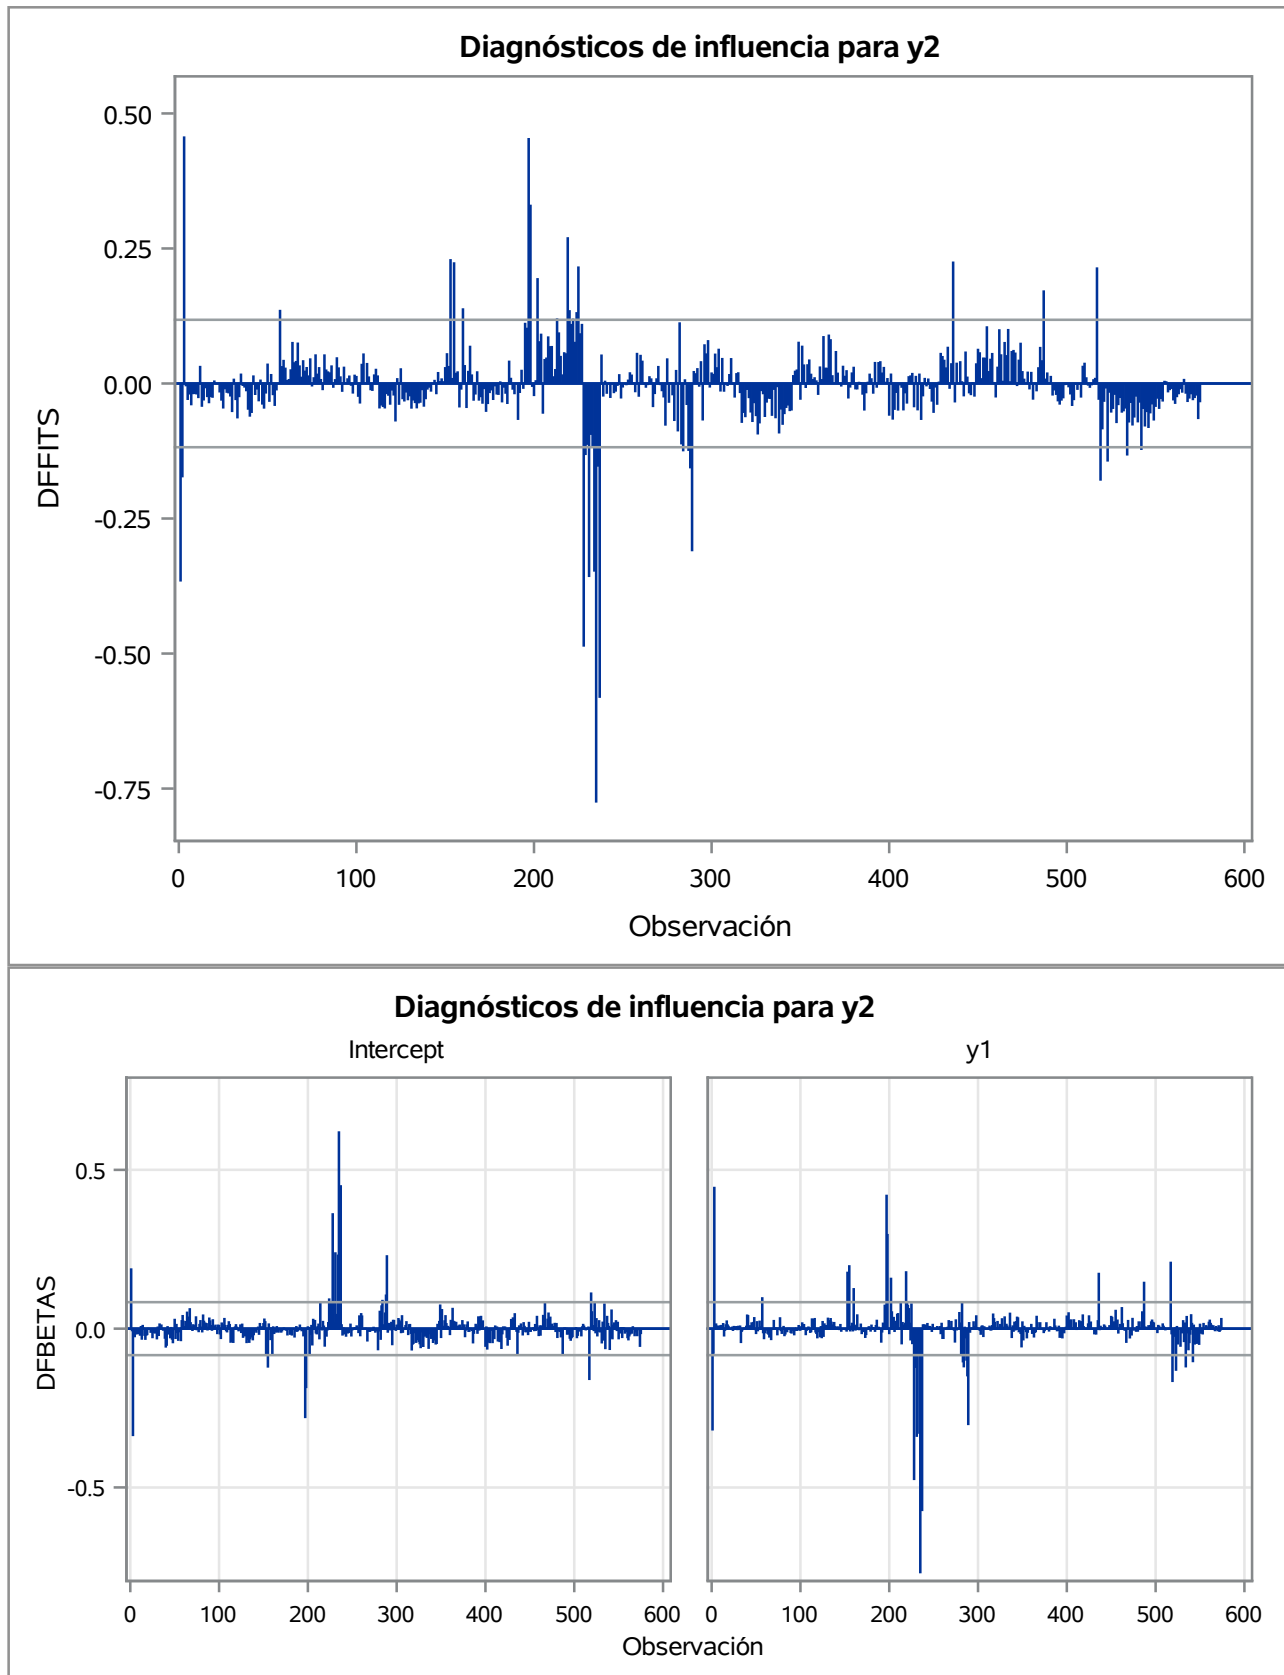 Diagnósticos de influencia para y2
DFFITS
0.50
0.25
0.00
-0.25
-0.50
-0.75
0 100 200 300 400 500 600
Observación
Diagnósticos de influencia para y2
Intercept y1
DFBETAS
0.5
0.0
-0.5
0 100 200 300 400 500 600 0 100 200 300 400 500 600
Observación